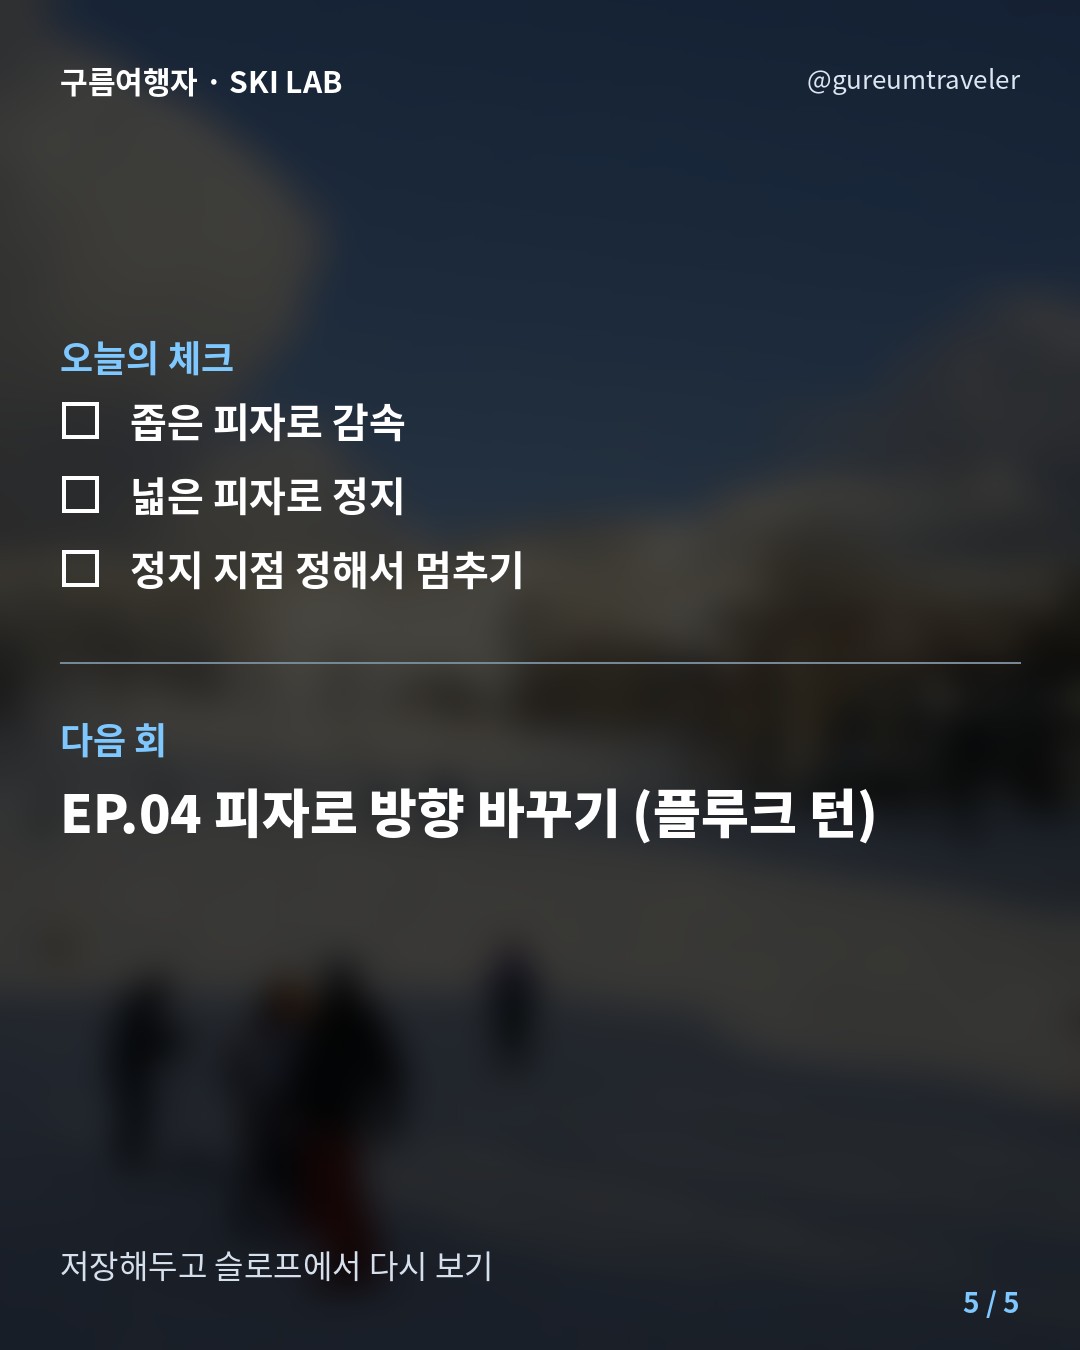 구름여행자 · SKI LAB
@gureumtraveler
오늘의 체크
좁은 피자로 감속
넓은 피자로 정지
정지 지점 정해서 멈추기
다음 회
EP.04 피자로 방향 바꾸기 (플루크 턴)
저장해두고 슬로프에서 다시 보기
5 / 5